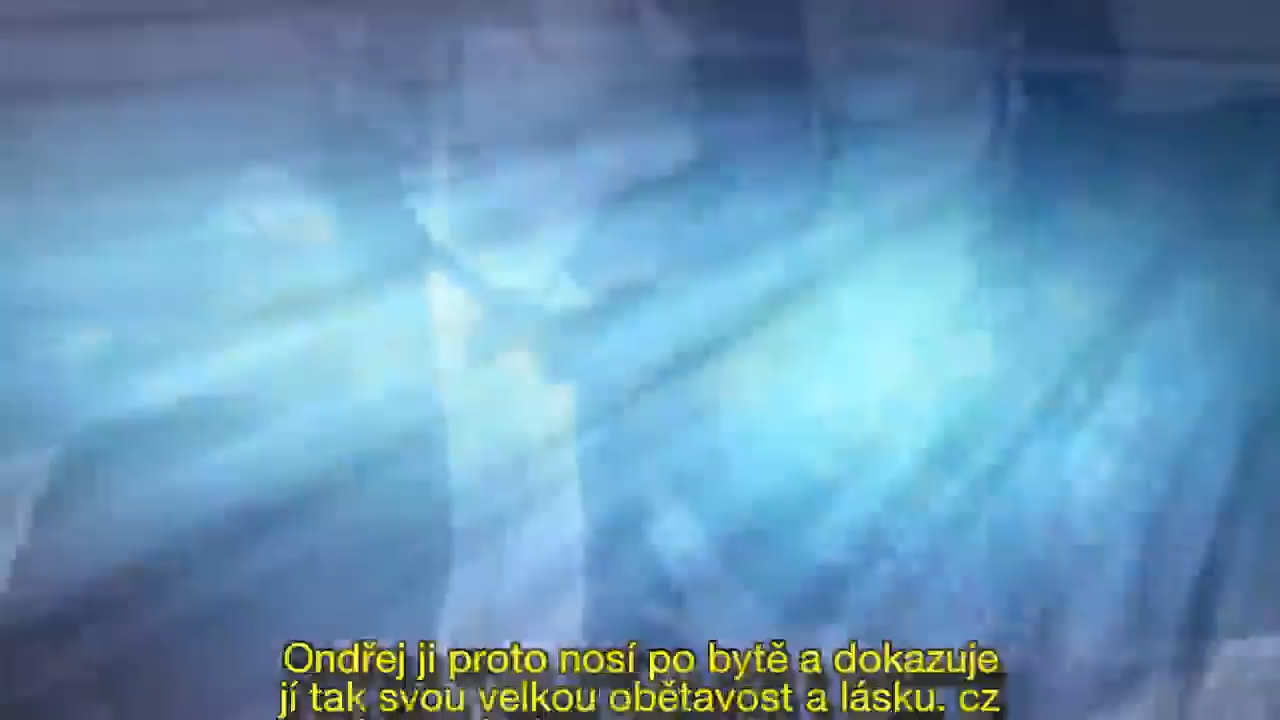 Ondřej ji proto nosí po bytě a dokazuje
jí tak svou velkou obětavost a lásku. cz